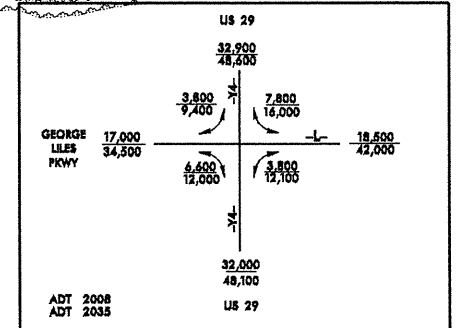 US 29
32,900
48,600
-Y4-
3,800
9,400
7,800
16,000
GEORGE
LILES
PKWY
17,000
34,500
-L-
18,500
42,000
6,600
12,000
3,800
12,100
-Y4-
32,000
48,100
US 29
ADT 2008
ADT 2035